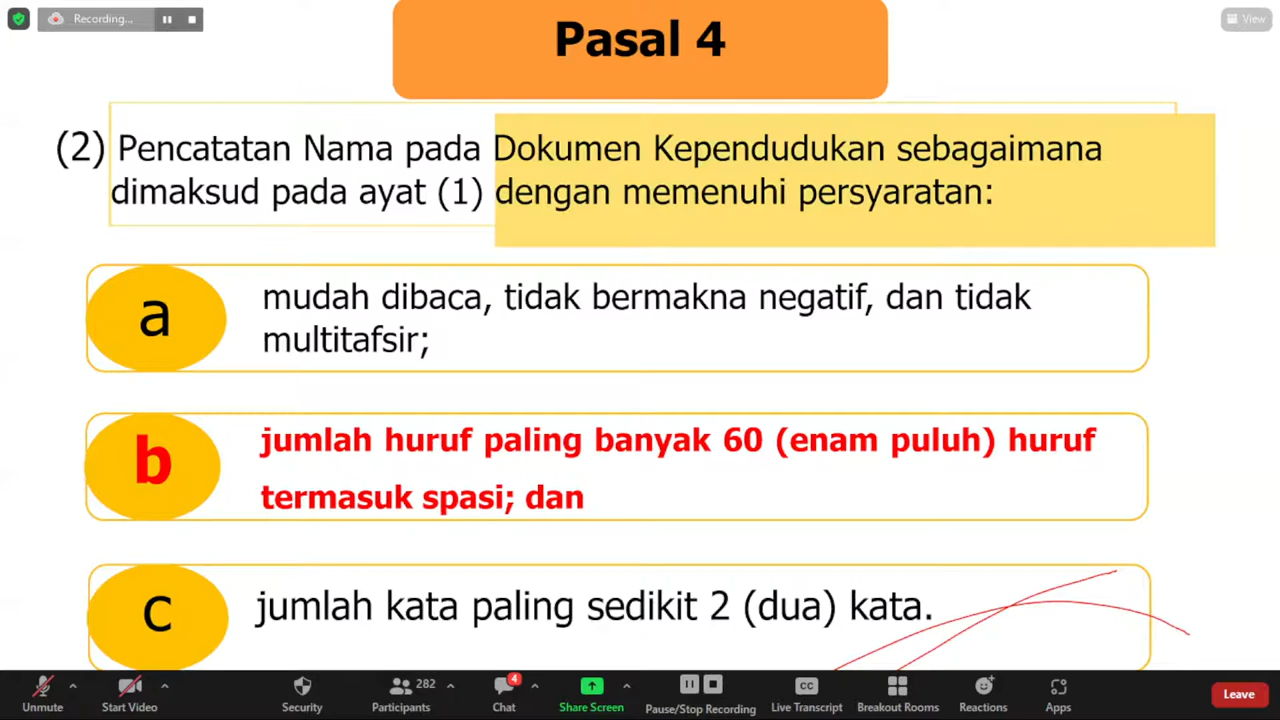 Recording...
View
Pasal 4
(2) Pencatatan Nama pada Dokumen Kependudukan sebagaimana
dimaksud pada ayat (1) dengan memenuhi persyaratan:
a
mudah dibaca, tidak bermakna negatif, dan tidak
multitafsir;
b
jumlah huruf paling banyak 60 (enam puluh) huruf
termasuk spasi; dan
c
jumlah kata paling sedikit 2 (dua) kata.
282
4
CC
Unmute
Start Video
Security
Participants
Chat
Share Screen
Pause/Stop Recording
Live Transcript
Breakout Rooms
Reactions
Apps
Leave